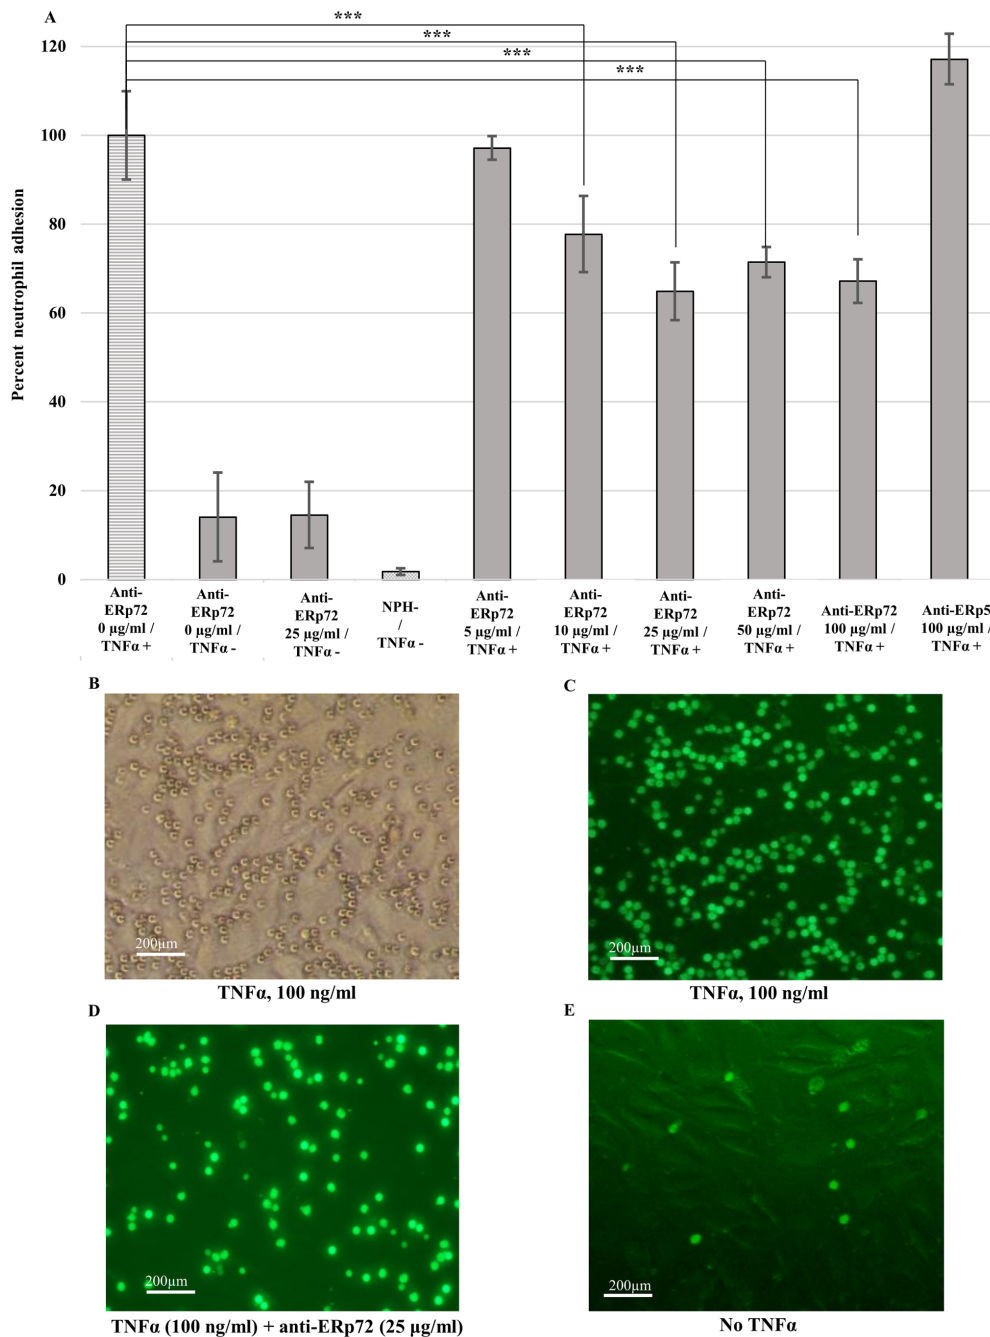 A
***
***
***
***
Percent neutrophil adhesion
120
100
80
60
40
20
0
Anti-
ERp72
0 µg/ml /
TNFα +
Anti-
ERp72
0 µg/ml /
TNFα -
Anti-
ERp72
25 µg/ml /
TNFα -
NPH-
/
TNFα -
Anti-
ERp72
5 µg/ml /
TNFα +
Anti-
ERp72
10 µg/ml /
TNFα +
Anti-
ERp72
25 µg/ml /
TNFα +
Anti-
ERp72
50 µg/ml /
TNFα +
Anti-ERp72
100 µg/ml /
TNFα +
Anti-ERp5
100 µg/ml /
TNFα +
B
200µm
TNFα, 100 ng/ml
C
200µm
TNFα, 100 ng/ml
D
200µm
TNFα (100 ng/ml) + anti-ERp72 (25 µg/ml)
E
200µm
No TNFα